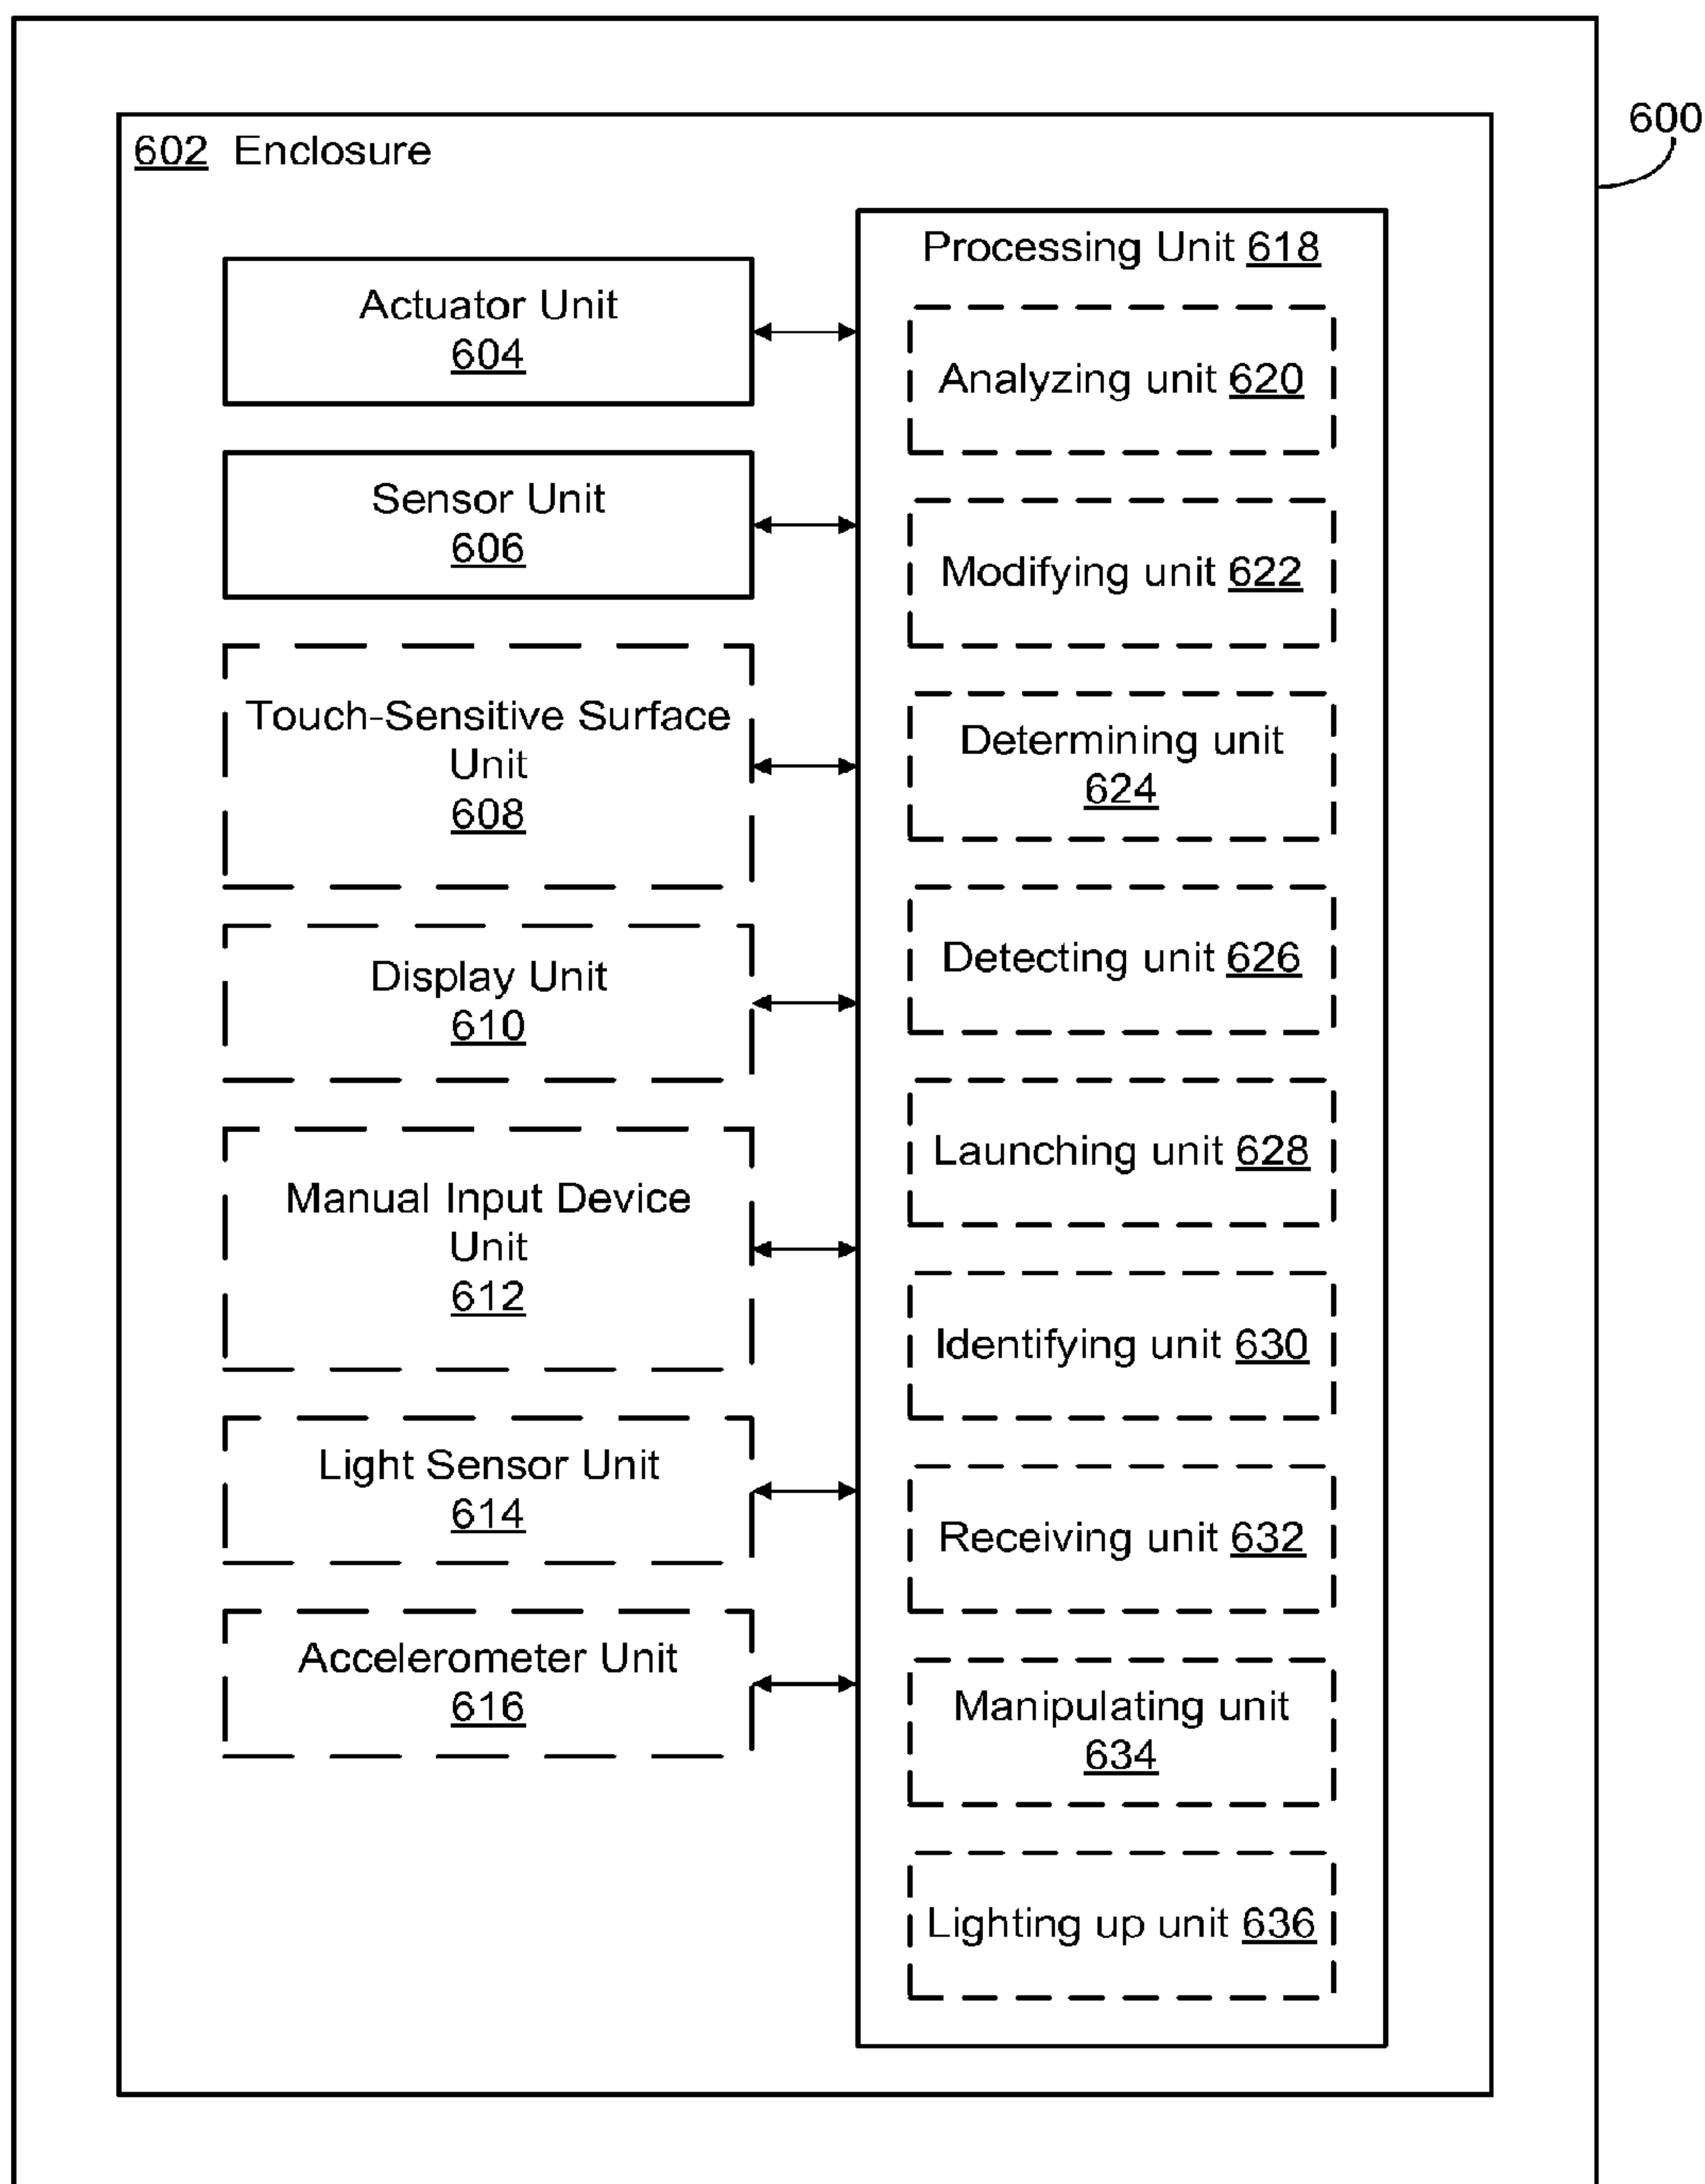 600
602 Enclosure
Actuator Unit
604
Sensor Unit
606
Touch-Sensitive Surface
Unit
608
Display Unit
610
Manual Input Device
Unit
612
Light Sensor Unit
614
Accelerometer Unit
616
Processing Unit 618
Analyzing unit 620
Modifying unit 622
Determining unit
624
Detecting unit 626
Launching unit 628
Identifying unit 630
Receiving unit 632
Manipulating unit
634
Lighting up unit 636